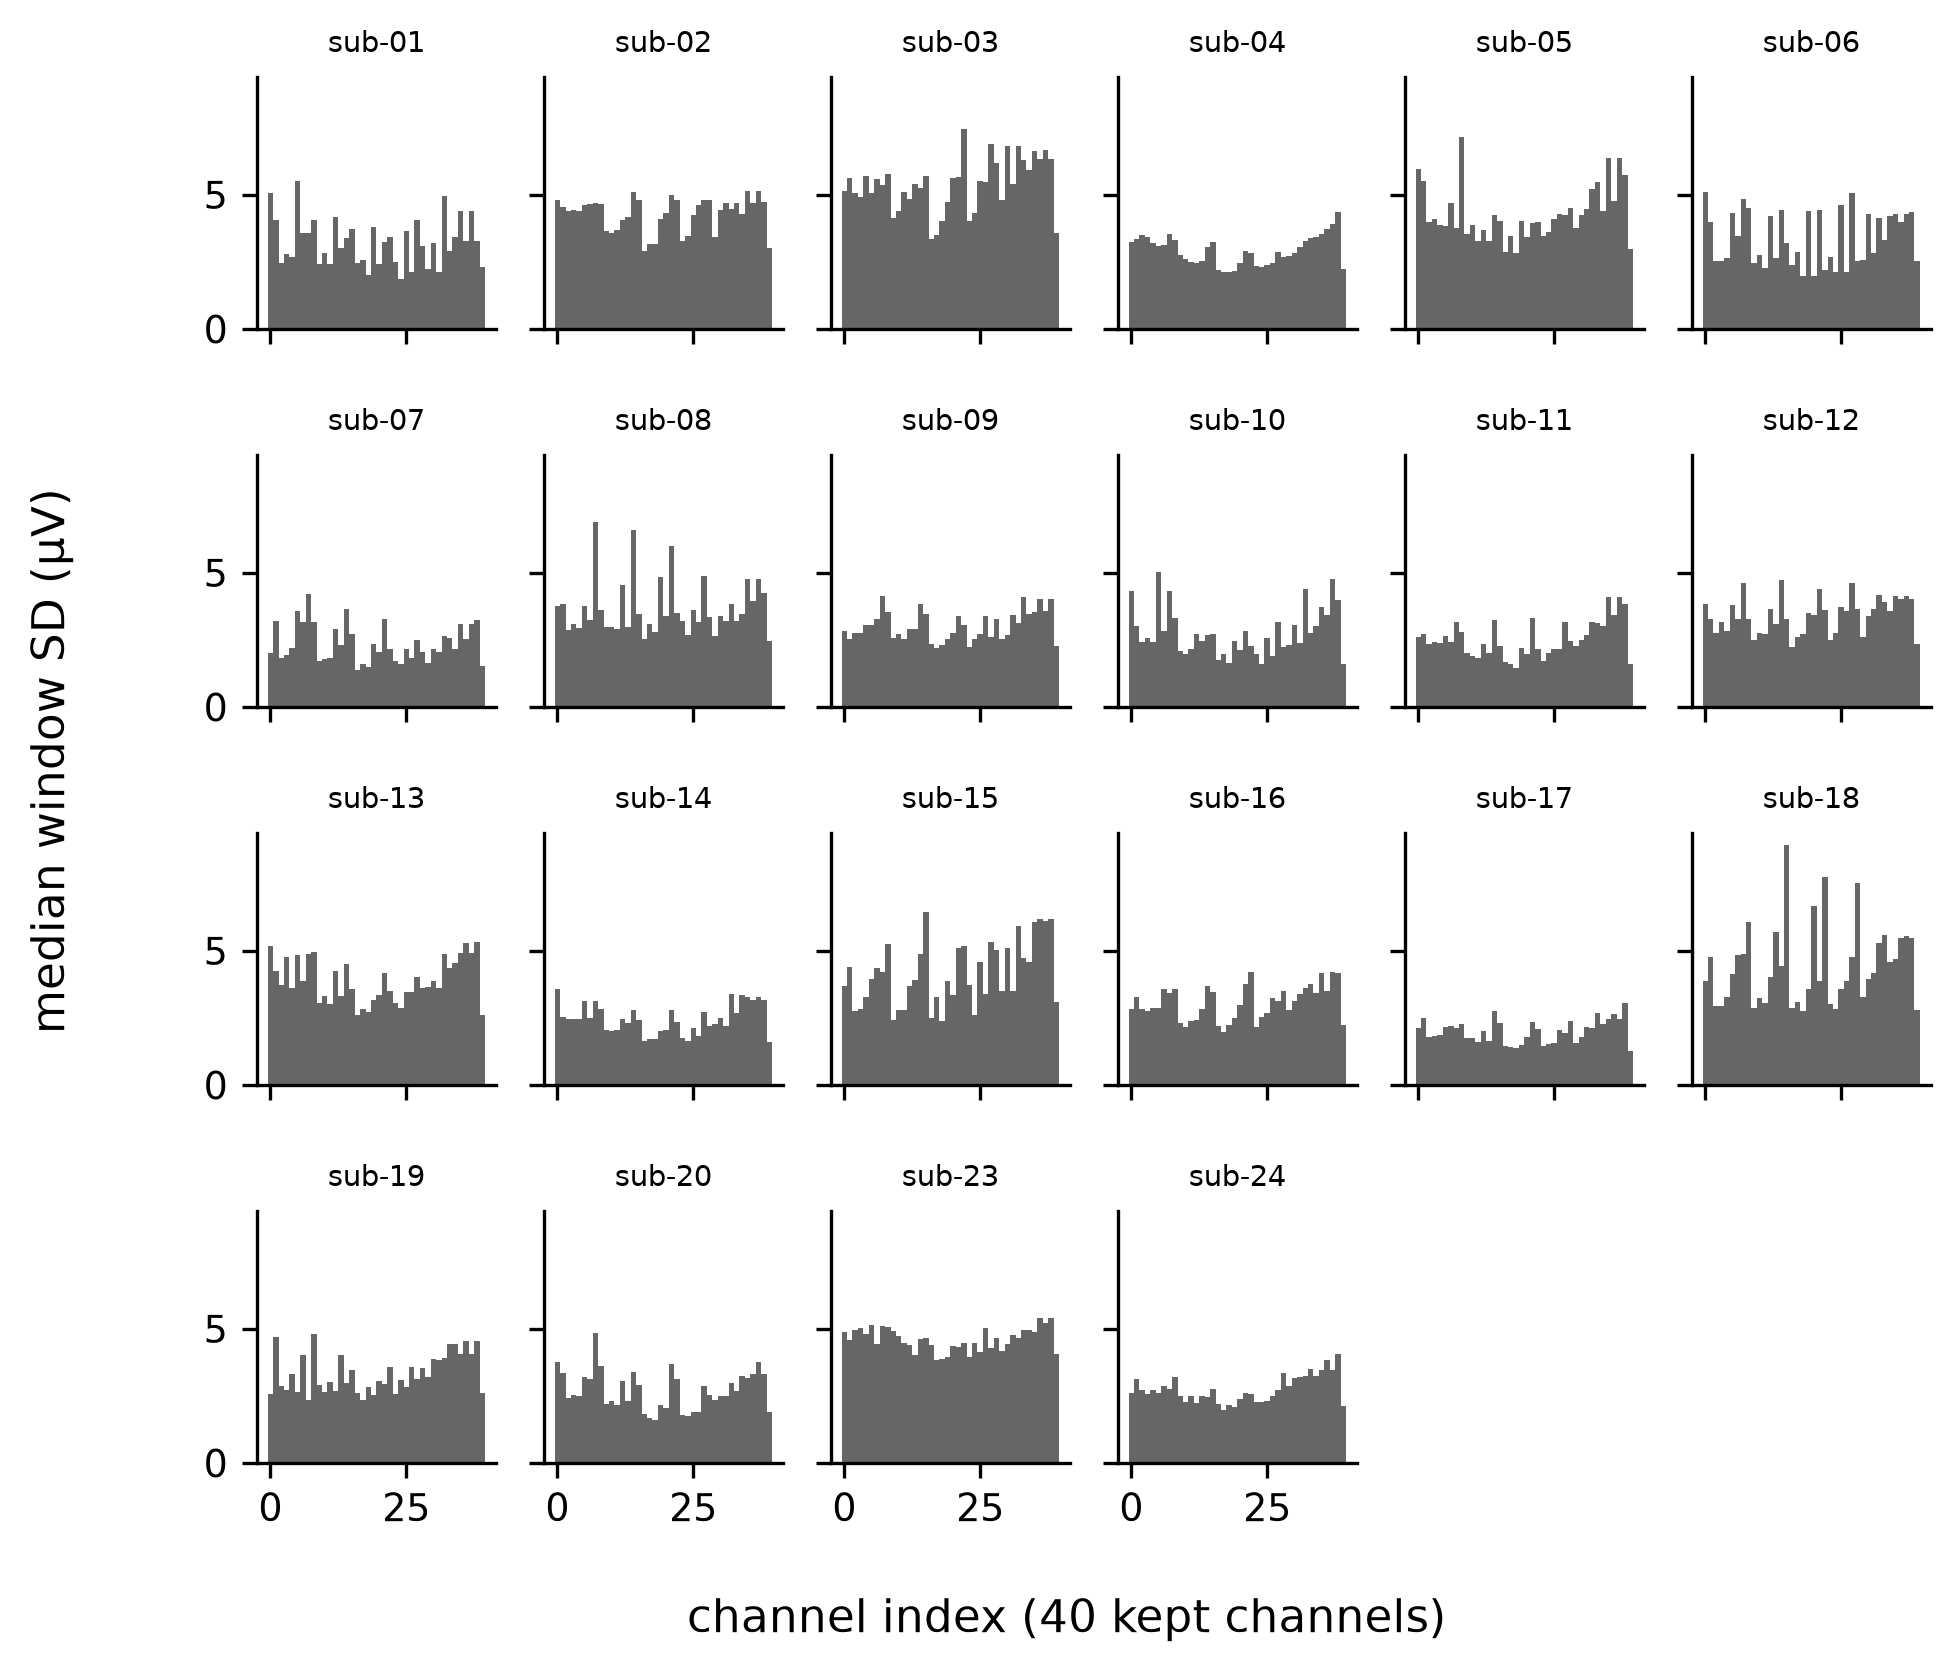 sub-01 sub-02 sub-03 sub-04 sub-05 sub-06
5
0
sub-07 sub-08 sub-09 sub-10 sub-11 sub-12
5
0
sub-13 sub-14 sub-15 sub-16 sub-17 sub-18
5
0
sub-19 sub-20 sub-23 sub-24
5
0
0 25 0 25 0 25 0 25
median window SD (µV)
channel index (40 kept channels)